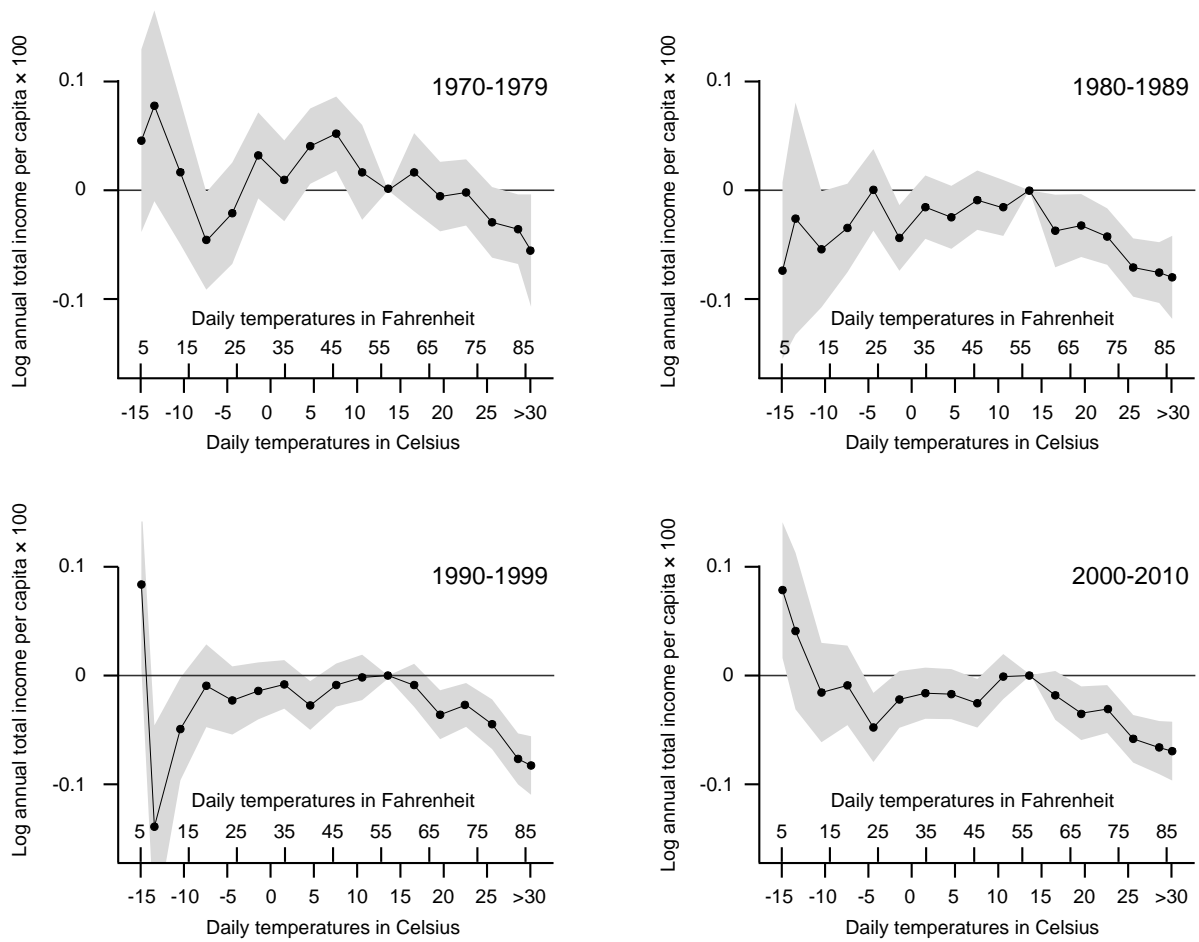 Log annual total income per capita × 100
0.1
0
-0.1
1970-1979
Daily temperatures in Fahrenheit
5 15 25 35 45 55 65 75 85
-15 -10 -5 0 5 10 15 20 25 >30
Daily temperatures in Celsius
Log annual total income per capita × 100
0.1
0
-0.1
1980-1989
Daily temperatures in Fahrenheit
5 15 25 35 45 55 65 75 85
-15 -10 -5 0 5 10 15 20 25 >30
Daily temperatures in Celsius
Log annual total income per capita × 100
0.1
0
-0.1
1990-1999
Daily temperatures in Fahrenheit
5 15 25 35 45 55 65 75 85
-15 -10 -5 0 5 10 15 20 25 >30
Daily temperatures in Celsius
Log annual total income per capita × 100
0.1
0
-0.1
2000-2010
Daily temperatures in Fahrenheit
5 15 25 35 45 55 65 75 85
-15 -10 -5 0 5 10 15 20 25 >30
Daily temperatures in Celsius